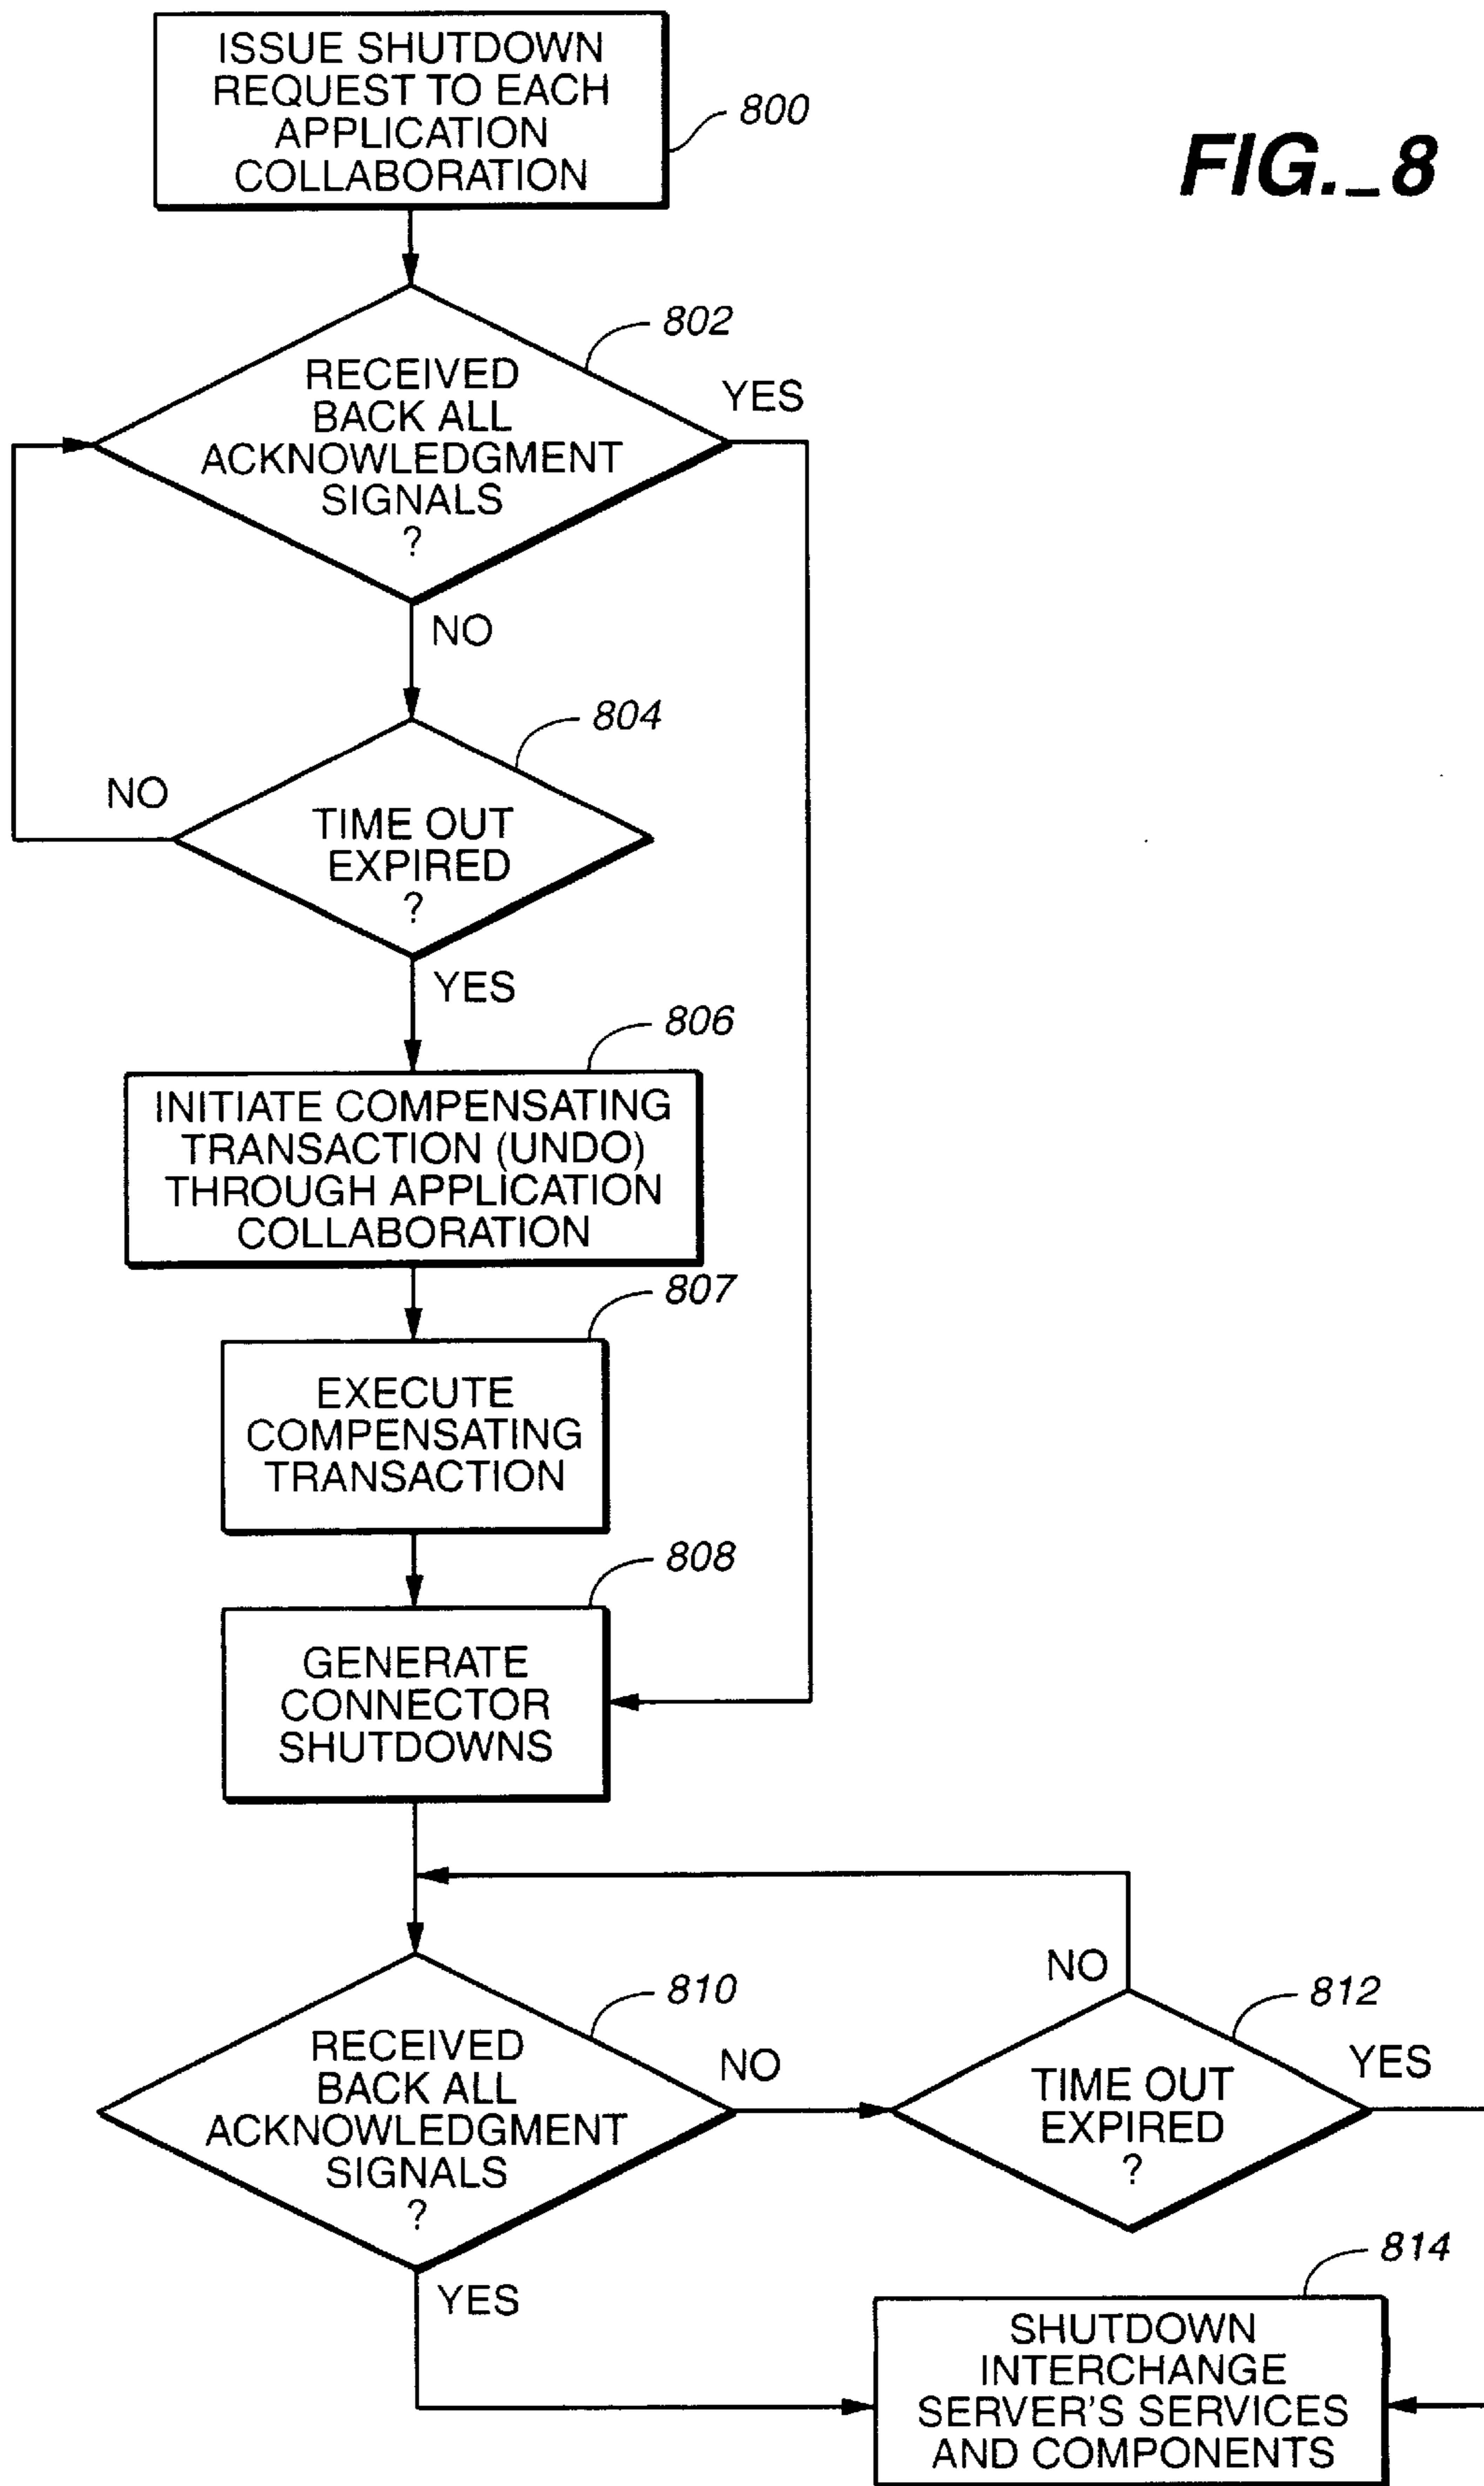 ISSUE SHUTDOWN
REQUEST TO EACH
APPLICATION
COLLABORATION
800
FIG._8
802
RECEIVED
BACK ALL
ACKNOWLEDGMENT
SIGNALS
?
YES
NO
804
NO
TIME OUT
EXPIRED
?
YES
806
INITIATE COMPENSATING
TRANSACTION (UNDO)
THROUGH APPLICATION
COLLABORATION
807
EXECUTE
COMPENSATING
TRANSACTION
808
GENERATE
CONNECTOR
SHUTDOWNS
810
RECEIVED
BACK ALL
ACKNOWLEDGMENT
SIGNALS
?
NO
NO
812
TIME OUT
EXPIRED
?
YES
YES
814
SHUTDOWN
INTERCHANGE
SERVER'S SERVICES
AND COMPONENTS